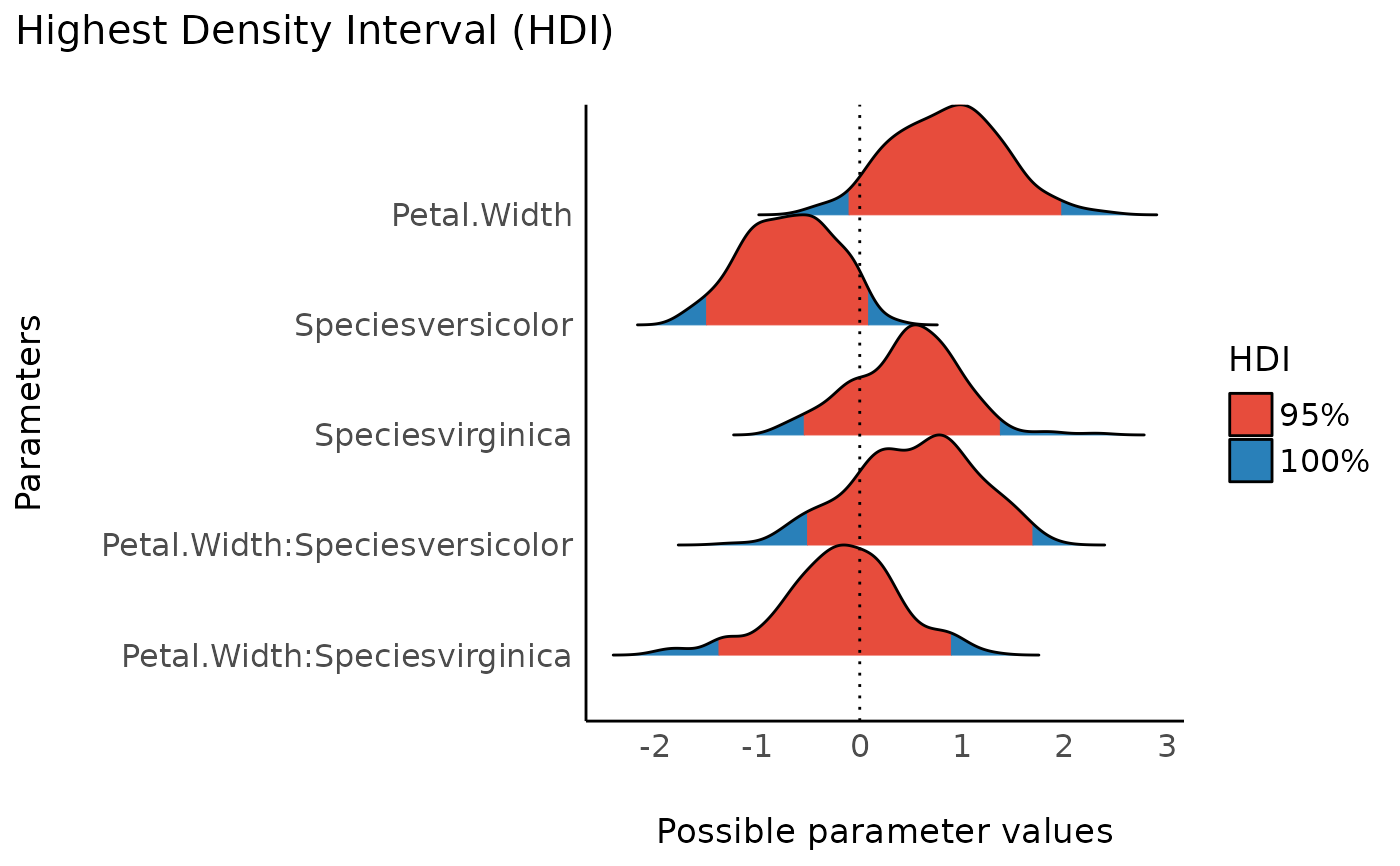 Highest Density Interval (HDI)
Parameters
Petal.Width
Speciesversicolor
Speciesvirginica
Petal.Width:Speciesversicolor
Petal.Width:Speciesvirginica
-2 -1 0 1 2 3
Possible parameter values
HDI
95%
100%